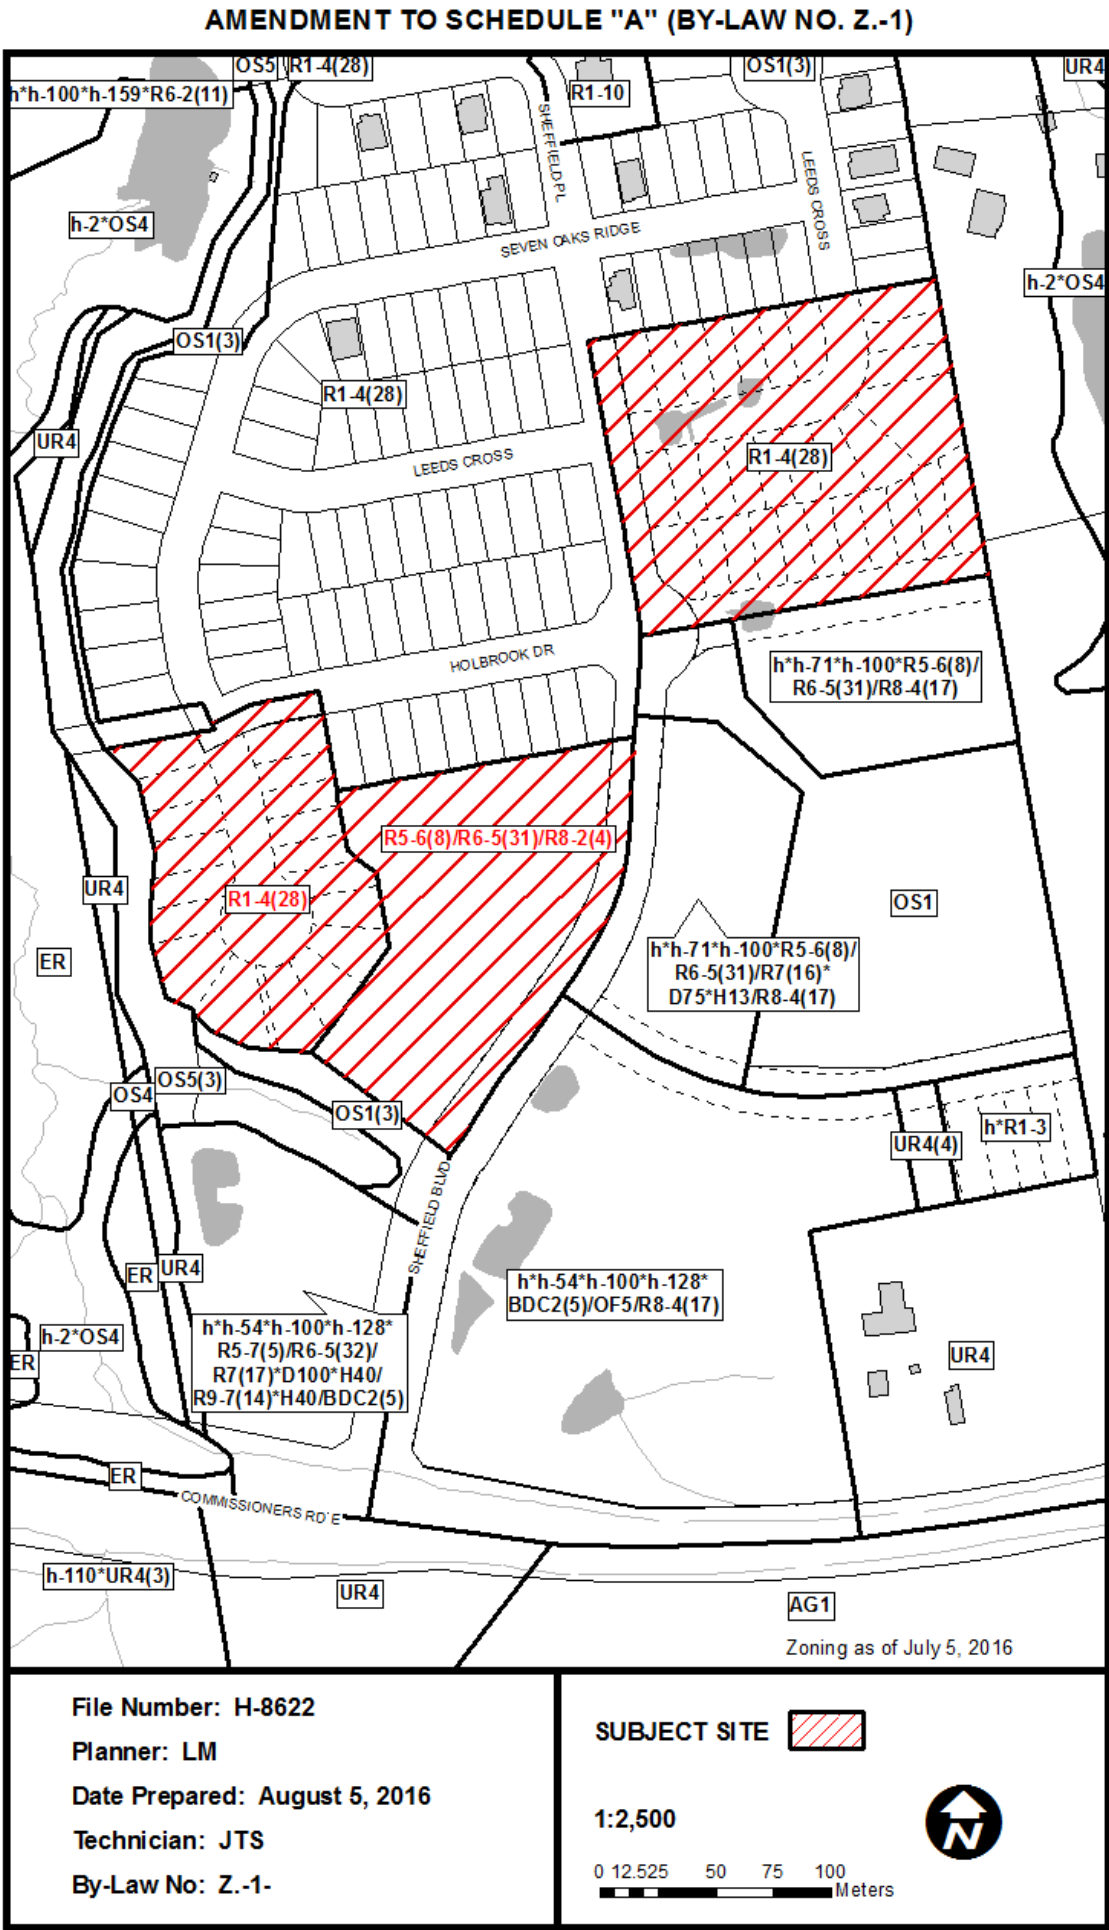 AMENDMENT TO SCHEDULE "A" (BY-LAW NO. Z.-1)
OS5
R1-4(28)
OS1(3)
UR4
h*h-100*h-159*R6-2(11)
R1-10
SHEFFIELD PL
LEEDS CROSS
h-2*OS4
SEVEN OAKS RIDGE
h-2*OS4
OS1(3)
R1-4(28)
UR4
LEEDS CROSS
R1-4(28)
HOLBROOK DR
h*h-71*h-100*R5-6(8)/
R6-5(31)/R8-4(17)
R5-6(8)/R6-5(31)/R8-2(4)
UR4
R1-4(28)
OS1
ER
h*h-71*h-100*R5-6(8)/
R6-5(31)/R7(16)*
D75*H13/R8-4(17)
OS5(3)
OS4
OS1(3)
h*R1-3
UR4(4)
SHEFFIELD BLVD
ER
UR4
h*h-54*h-100*h-128*
BDC2(5)/OF5/R8-4(17)
h-2*OS4
h*h-54*h-100*h-128*
R5-7(5)/R6-5(32)/
R7(17)*D100*H40/
R9-7(14)*H40/BDC2(5)
ER
UR4
ER
COMMISSIONERS RD E
h-110*UR4(3)
UR4
AG1
Zoning as of July 5, 2016
File Number: H-8622
Planner: LM
Date Prepared: August 5, 2016
Technician: JTS
By-Law No: Z.-1-
SUBJECT SITE
1:2,500
N
0 12.525 50 75 100
Meters